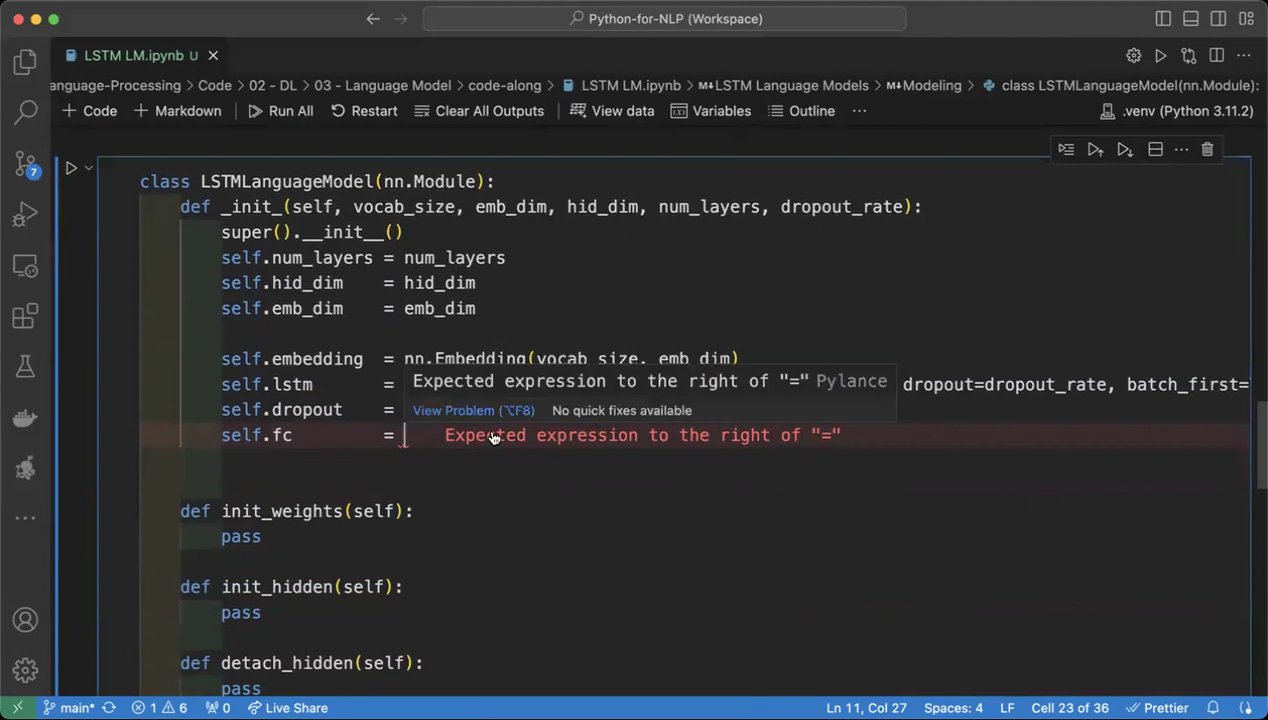 Python-for-NLP (Workspace)
LSTM LM.ipynb U
anguage-Processing > Code > 02 - DL > 03 - Language Model > code-along > LSTM LM.ipynb > LSTM Language Models > Modeling > class LSTMLanguageModel(nn.Module):
+ Code + Markdown Run All Restart Clear All Outputs View data Variables Outline ... .venv (Python 3.11.2)
class LSTMLanguageModel(nn.Module):
def _init_(self, vocab_size, emb_dim, hid_dim, num_layers, dropout_rate):
super().__init__()
self.num_layers = num_layers
self.hid_dim = hid_dim
self.emb_dim = emb_dim
self.embedding = nn.Embedding(vocab_size, emb_dim)
Expected expression to the right of "=" Pylance
self.lstm = dropout=dropout_rate, batch_first=
View Problem (⌥F8) No quick fixes available
self.dropout =
self.fc = Expected expression to the right of "="
def init_weights(self):
pass
def init_hidden(self):
pass
def detach_hidden(self):
pass
7
main* 1 6 0 Live Share Ln 11, Col 27 Spaces: 4 LF Cell 23 of 36 Prettier